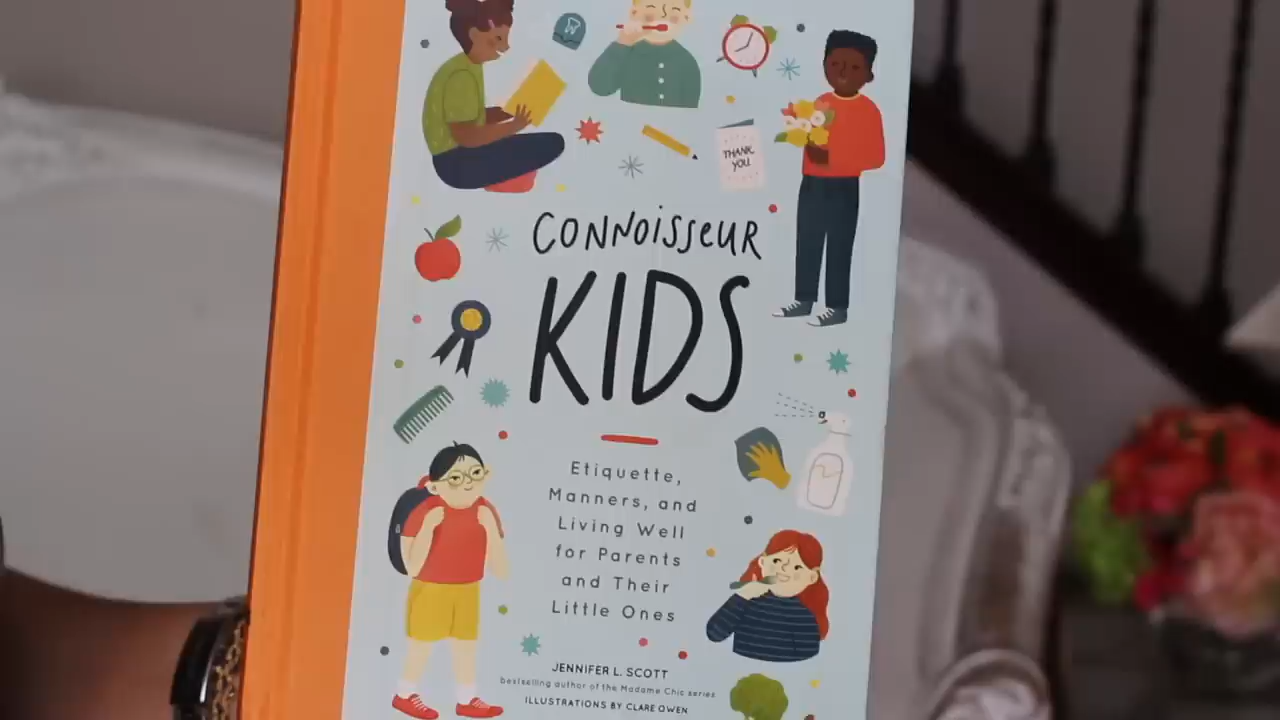 THANK
YOU
CONNOISSEUR
KIDS
Etiquette,
Manners, and
Living Well
for Parents
and Their
Little Ones
JENNIFER L. SCOTT
bestselling author of the Madame Chic series
ILLUSTRATIONS BY CLARE OWEN